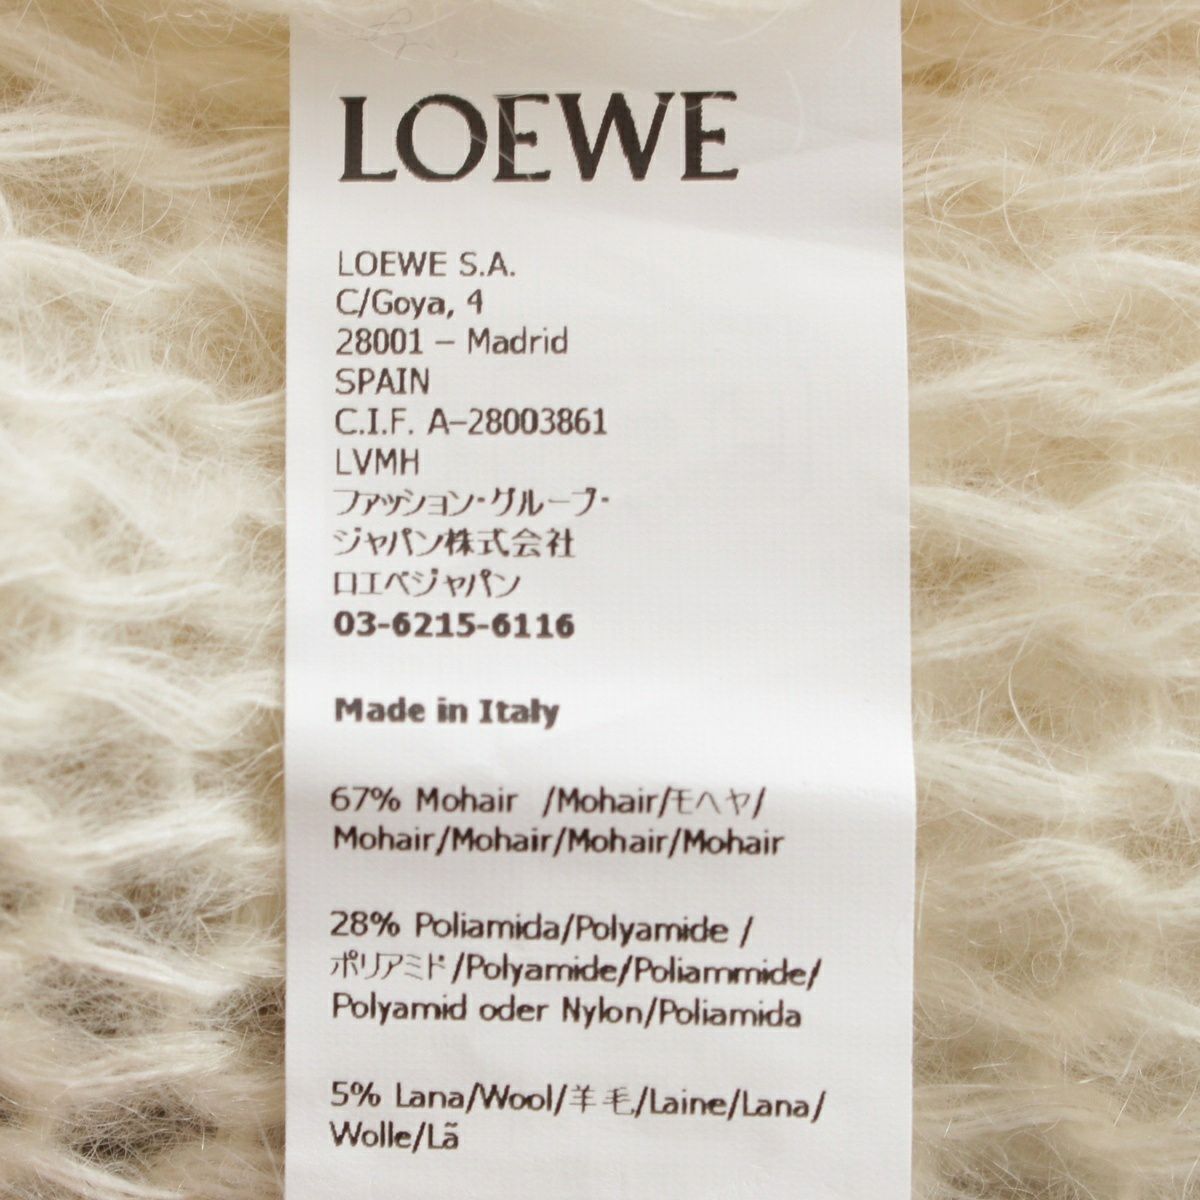 LOEWE
LOEWE S.A.
C/Goya, 4
28001 – Madrid
SPAIN
C.I.F. A–28003861
LVMH
ファッション・グループ・
ジャパン株式会社
ロエベジャパン
03-6215-6116
Made in Italy
67% Mohair /Mohair/モヘヤ/
Mohair/Mohair/Mohair/Mohair
28% Poliamida/Polyamide /
ポリアミド/Polyamide/Poliammide/
Polyamid oder Nylon/Poliamida
5% Lana/Wool/羊毛/Laine/Lana/
Wolle/Lã